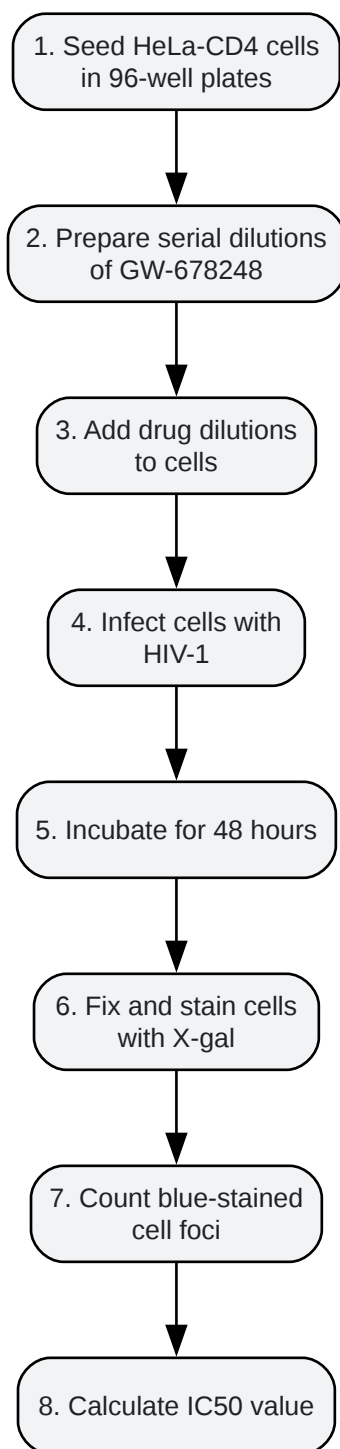 1. Seed HeLa-CD4 cells
in 96-well plates
2. Prepare serial dilutions
of GW-678248
3. Add drug dilutions
to cells
4. Infect cells with
HIV-1
5. Incubate for 48 hours
6. Fix and stain cells
with X-gal
7. Count blue-stained
cell foci
8. Calculate IC50 value